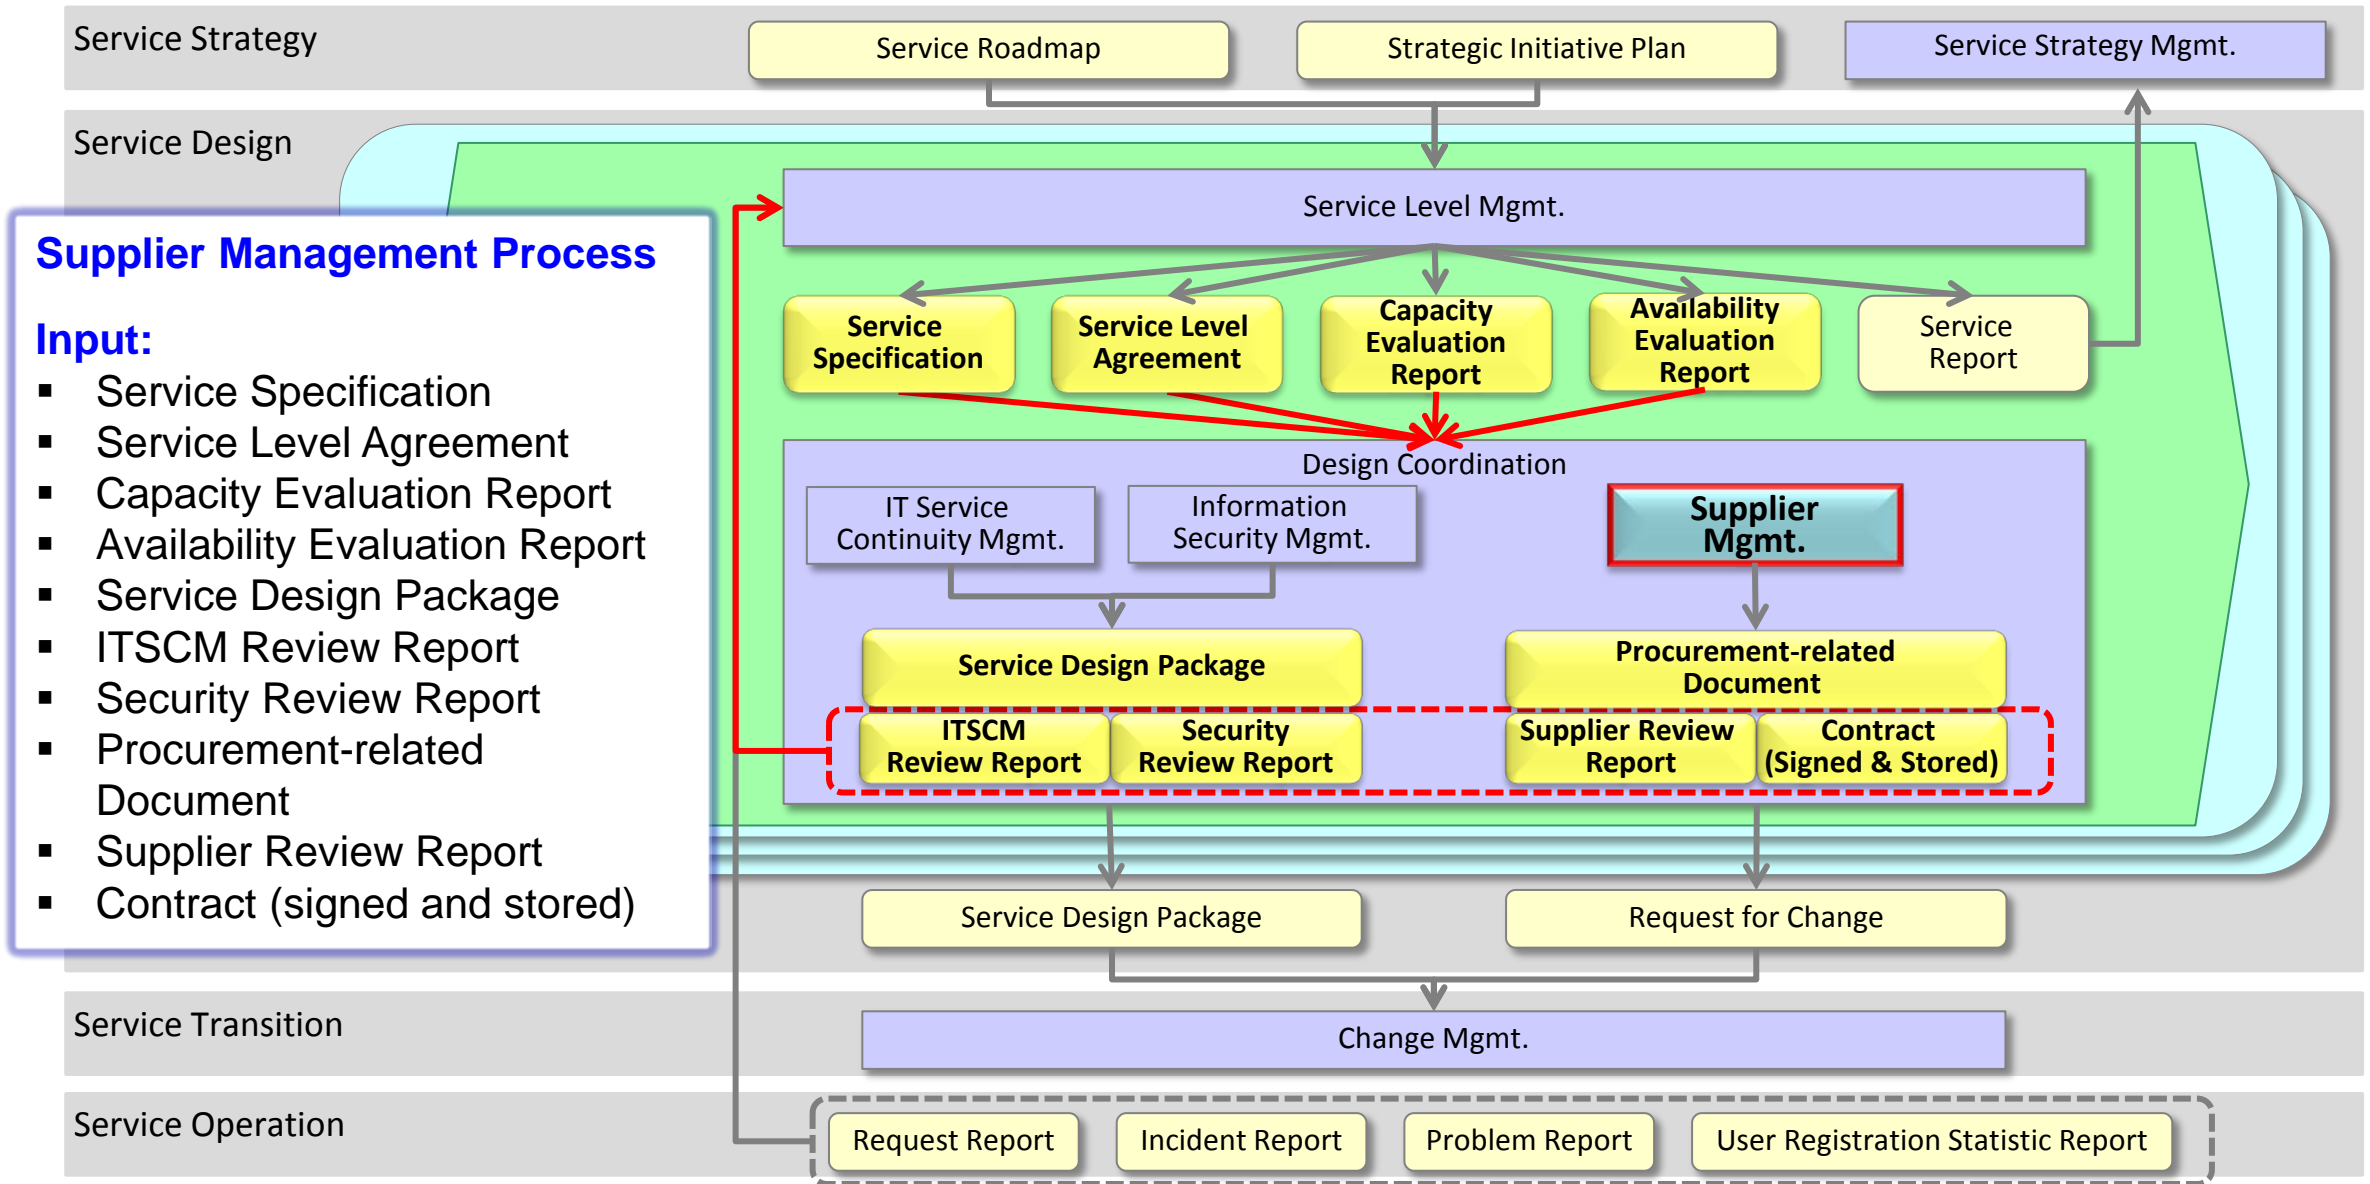 Service Strategy
Service Roadmap
Strategic Initiative Plan
Service Strategy Mgmt.
Service Design
Service Level Mgmt.
Supplier Management Process
Input:
▪ Service Specification
▪ Service Level Agreement
▪ Capacity Evaluation Report
▪ Availability Evaluation Report
▪ Service Design Package
▪ ITSCM Review Report
▪ Security Review Report
▪ Procurement-related
Document
▪ Supplier Review Report
▪ Contract (signed and stored)
Service
Specification
Service Level
Agreement
Capacity
Evaluation
Report
Availability
Evaluation
Report
Service
Report
Design Coordination
IT Service
Continuity Mgmt.
Information
Security Mgmt.
Supplier
Mgmt.
Service Design Package
Procurement-related
Document
ITSCM
Review Report
Security
Review Report
Supplier Review
Report
Contract
(Signed & Stored)
Service Design Package
Request for Change
Service Transition
Change Mgmt.
Service Operation
Request Report
Incident Report
Problem Report
User Registration Statistic Report